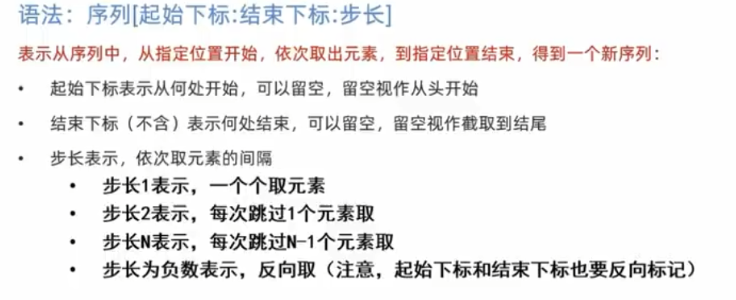 语法：序列[起始下标:结束下标:步长]
表示从序列中，从指定位置开始，依次取出元素，到指定位置结束，得到一个新序列：
• 起始下标表示从何处开始，可以留空，留空视作从头开始
• 结束下标（不含）表示何处结束，可以留空，留空视作截取到结尾
• 步长表示，依次取元素的间隔
• 步长1表示，一个个取元素
• 步长2表示，每次跳过1个元素取
• 步长N表示，每次跳过N-1个元素取
• 步长为负数表示，反向取（注意，起始下标和结束下标也要反向标记）